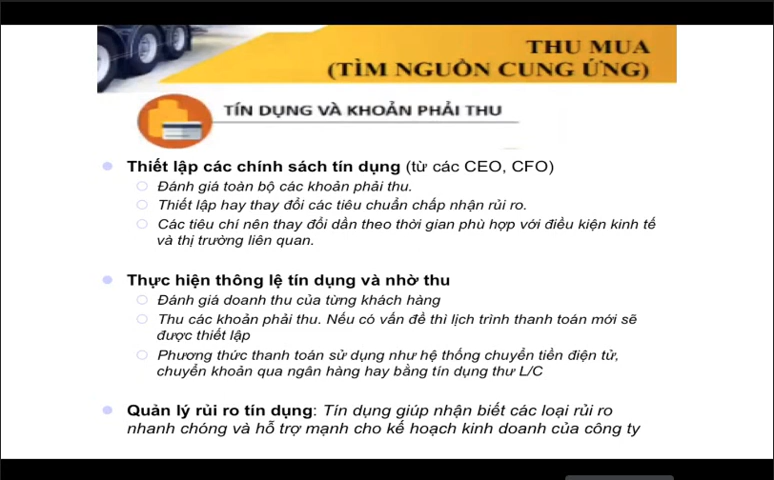 THU MUA
(TÌM NGUỒN CUNG ỨNG)
TÍN DỤNG VÀ KHOẢN PHẢI THU
Thiết lập các chính sách tín dụng (từ các CEO, CFO)
Đánh giá toàn bộ các khoản phải thu.
Thiết lập hay thay đổi các tiêu chuẩn chấp nhận rủi ro.
Các tiêu chí nên thay đổi dần theo thời gian phù hợp với điều kiện kinh tế
và thị trường liên quan.
Thực hiện thông lệ tín dụng và nhờ thu
Đánh giá doanh thu của từng khách hàng
Thu các khoản phải thu. Nếu có vấn đề thì lịch trình thanh toán mới sẽ
được thiết lập
Phương thức thanh toán sử dụng như hệ thống chuyển tiền điện tử,
chuyển khoản qua ngân hàng hay bằng tín dụng thư L/C
Quản lý rủi ro tín dụng: Tín dụng giúp nhận biết các loại rủi ro
nhanh chóng và hỗ trợ mạnh cho kế hoạch kinh doanh của công ty